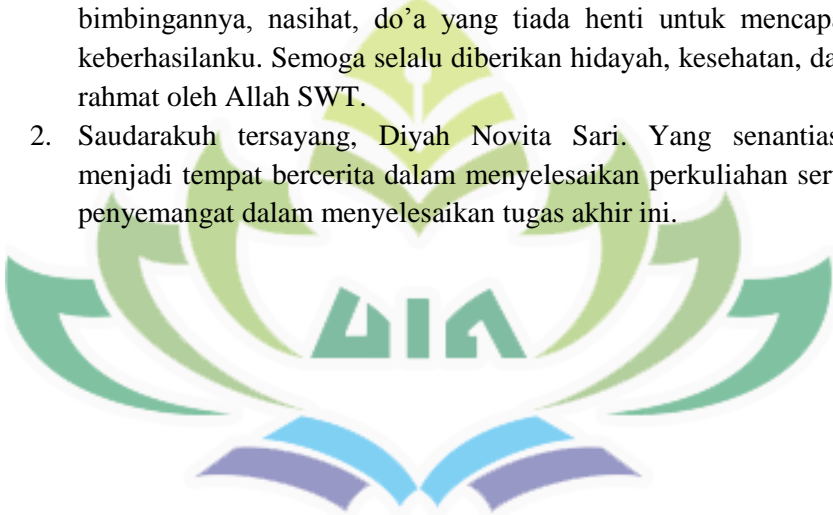 bimbingannya, nasihat, do’a yang tiada henti untuk mencapa
keberhasilanku. Semoga selalu diberikan hidayah, kesehatan, da
rahmat oleh Allah SWT.
2. Saudarakuh tersayang, Diyah Novita Sari. Yang senantias
menjadi tempat bercerita dalam menyelesaikan perkuliahan ser
penyemangat dalam menyelesaikan tugas akhir ini.
UIN